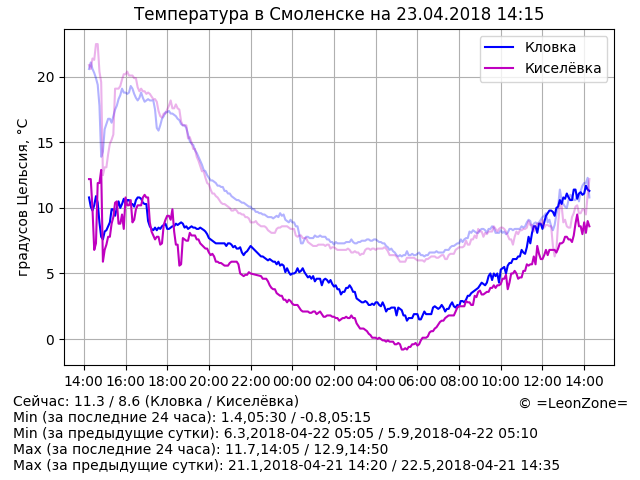 Температура в Смоленске на 23.04.2018 14:15
Кловка
Киселёвка
градусов Цельсия, °C
20
15
10
5
0
14:00 16:00 18:00 20:00 22:00 00:00 02:00 04:00 06:00 08:00 10:00 12:00 14:00
Сейчас: 11.3 / 8.6 (Кловка / Киселёвка)
© =LeonZone=
Min (за последние 24 часа): 1.4,05:30 / -0.8,05:15
Min (за предыдущие сутки): 6.3,2018-04-22 05:05 / 5.9,2018-04-22 05:10
Max (за последние 24 часа): 11.7,14:05 / 12.9,14:50
Max (за предыдущие сутки): 21.1,2018-04-21 14:20 / 22.5,2018-04-21 14:35